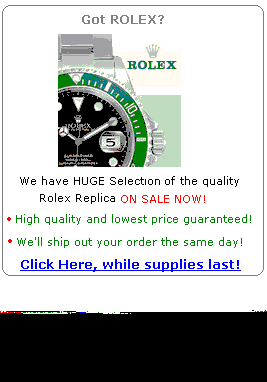 Got ROLEX?
ROLEX
ROLEX
3
We have HUGE Selection of the quality
Rolex Replica ON SALE NOW!
• High quality and lowest price guaranteed!
• We'll ship out your order the same day!
Click Here, while supplies last!